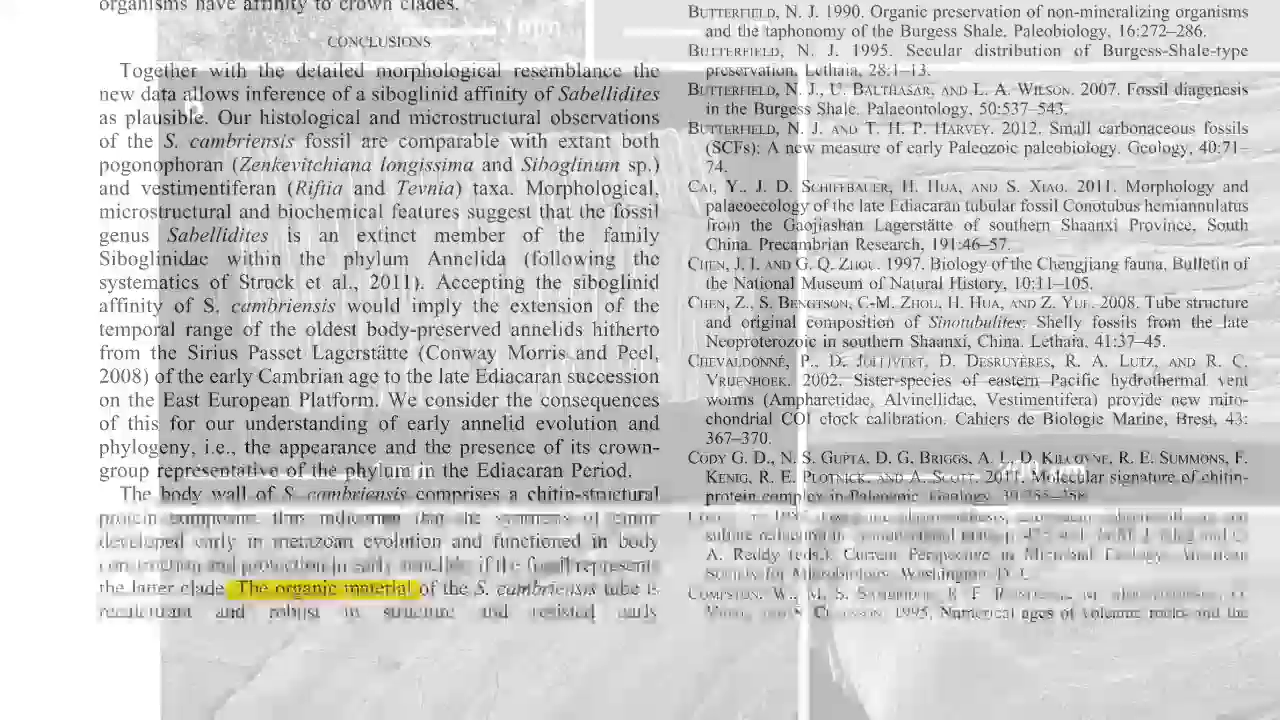 organisms have affinity to crown clades.
CONCLUSIONS
Together with the detailed morphological resemblance the
new data allows inference of a siboglinid affinity of Sabellidites
as plausible. Our histological and microstructural observations
of the S. cambriensis fossil are comparable with extant both
pogonophoran (Zenkevitchiana longissima and Siboglinum sp.)
and vestimentiferan (Riftia and Tevnia) taxa. Morphological,
microstructural and biochemical features suggest that the fossil
genus Sabellidites is an extinct member of the family
Siboglinidae within the phylum Annelida (following the
systematics of Struck et al., 2011). Accepting the siboglinid
affinity of S. cambriensis would imply the extension of the
temporal range of the oldest body-preserved annelids hitherto
from the Sirius Passet Lagerstätte (Conway Morris and Peel,
2008) of the early Cambrian age to the late Ediacaran succession
on the East European Platform. We consider the consequences
of this for our understanding of early annelid evolution and
phylogeny, i.e., the appearance and the presence of its crown-
group representative of the phylum in the Ediacaran Period.
The body wall of S. cambriensis comprises a chitin-structural
developed early in metazoan evolution and functioned in body
the latter clade. The organic material of the S. cambriensis tube is
BUTTERFIELD, N. J. 1990. Organic preservation of non-mineralizing organisms
and the taphonomy of the Burgess Shale. Paleobiology, 16:272–286.
BUTTERFIELD, N. J. 1995. Secular distribution of Burgess-Shale-type
preservation. Lethaia, 28:1–13.
BUTTERFIELD, N. J., U. BALTHASAR, AND L. A. WILSON. 2007. Fossil diagenesis
in the Burgess Shale. Palaeontology, 50:537–543.
BUTTERFIELD, N. J. AND T. H. P. HARVEY. 2012. Small carbonaceous fossils
(SCFs): A new measure of early Paleozoic paleobiology. Geology, 40:71–
74.
CAI, Y., J. D. SCHIFFBAUER, H. HUA, AND S. XIAO. 2011. Morphology and
palaeoecology of the late Ediacaran tubular fossil Conotubus hemiannulatus
from the Gaojiashan Lagerstätte of southern Shaanxi Province, South
China. Precambrian Research, 191:46–57.
CHEN, J. I. AND G. Q. ZHOU. 1997. Biology of the Chengjiang fauna, Bulletin of
the National Museum of Natural History, 10:11–105.
CHEN, Z., S. BENGTSON, C-M. ZHOU, H. HUA, AND Z. YUE. 2008. Tube structure
and original composition of Sinotubulites: Shelly fossils from the late
Neoproterozoic in southern Shaanxi, China. Lethaia, 41:37–45.
CHEVALDONNÉ, P., D. JOLLIVERT, D. DESRUYÈRES, R. A. LUTZ, AND R. C.
VRIJENHOEK. 2002. Sister-species of eastern Pacific hydrothermal vent
worms (Ampharetidae, Alvinellidae, Vestimentifera) provide new mito-
chondrial COI clock calibration. Cahiers de Biologie Marine, Brest, 43:
367–370.
CODY G. D., N. S. GUPTA, D. G. BRIGGS, A. L. D. KILCOYNE, R. E. SUMMONS, F.
KENIG, R. E. PLOTNICK, AND A. SCOTT. 2011. Molecular signature of chitin-
protein complex in Paleozoic. Geology, 39:255–258.
A. Reddy (eds.). Current Perspective in Microbial Ecology. American
Society for Microbiology, Washington, D.C.
1995. Numerical ages of volcanic rocks and the